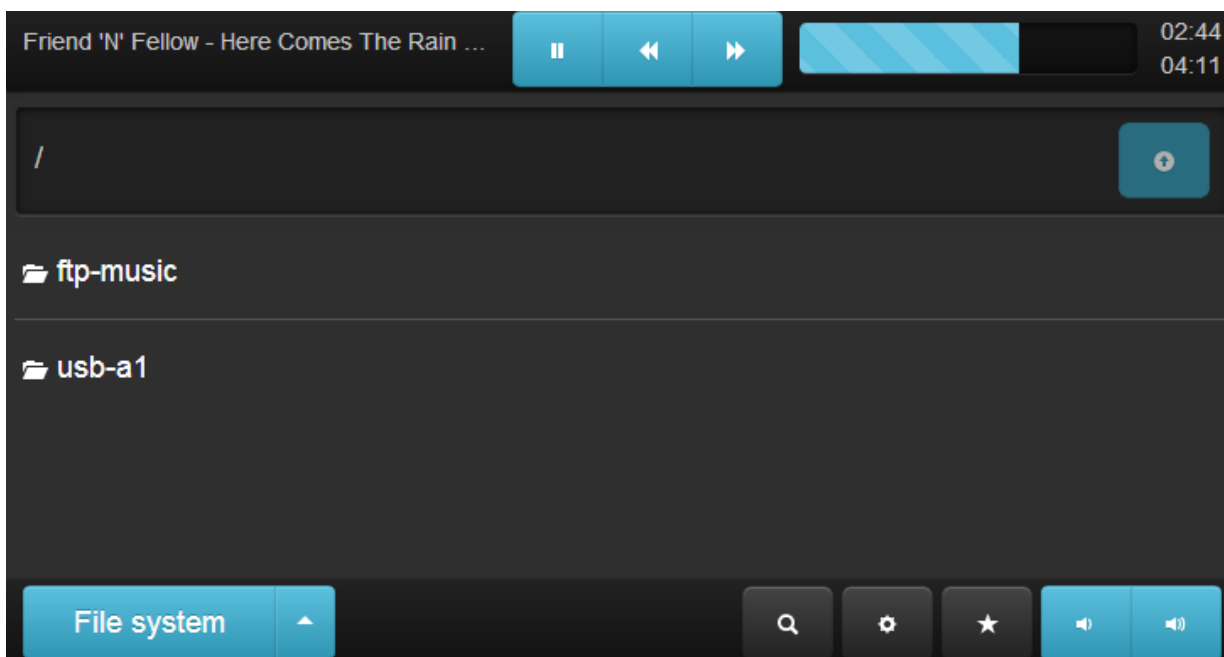 Friend 'N' Fellow - Here Comes The Rain ...
02:44
04:11
/
ftp-music
usb-a1
File system